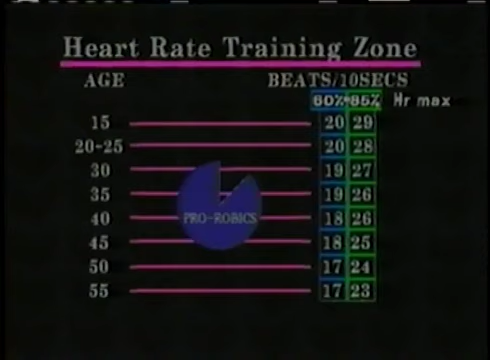 Heart Rate Training Zone
AGE BEATS/10SECS
60% 85% Hr max
15 20 29
20-25 20 28
30 19 27
35 19 26
PRO-ROBICS
40 18 26
45 18 25
50 17 24
55 17 23